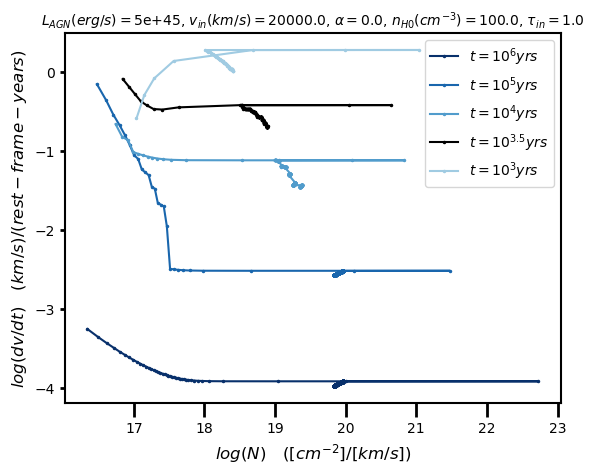 L_{AGN}(erg/s) = 5e+45, v_{in}(km/s) = 20000.0, α = 0.0, n_{H0}(cm^{-3}) = 100.0, τ_{in} = 1.0
t = 10^6 yrs
t = 10^5 yrs
t = 10^4 yrs
t = 10^{3.5} yrs
t = 10^3 yrs
log(dv/dt) (km/s)/(rest − frame − years)
0
−1
−2
−3
−4
17 18 19 20 21 22 23
log(N) ([cm^{−2}]/[km/s])